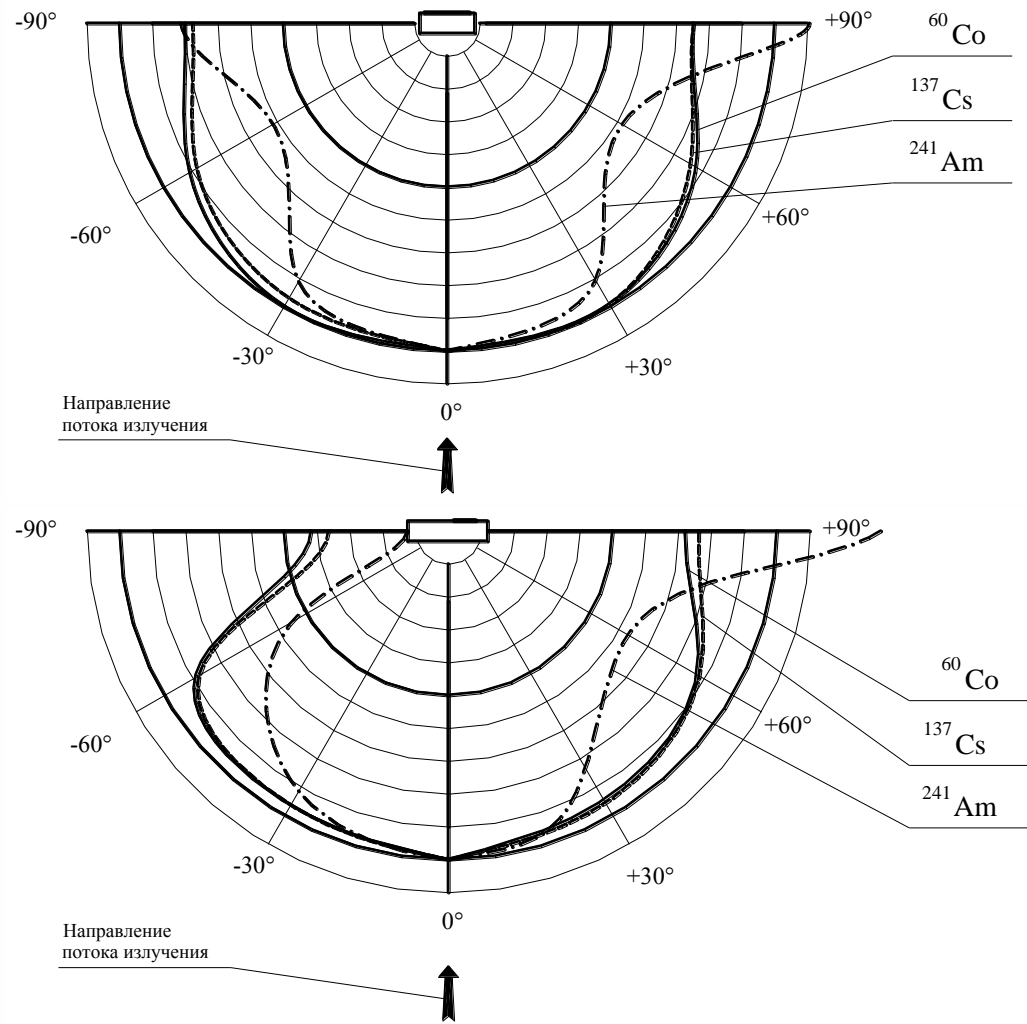 -90°
+90°
⁶⁰Co
¹³⁷Cs
²⁴¹Am
-60°
+60°
-30°
+30°
0°
Направление
потока излучения
-90°
+90°
⁶⁰Co
¹³⁷Cs
²⁴¹Am
-60°
+60°
-30°
+30°
0°
Направление
потока излучения